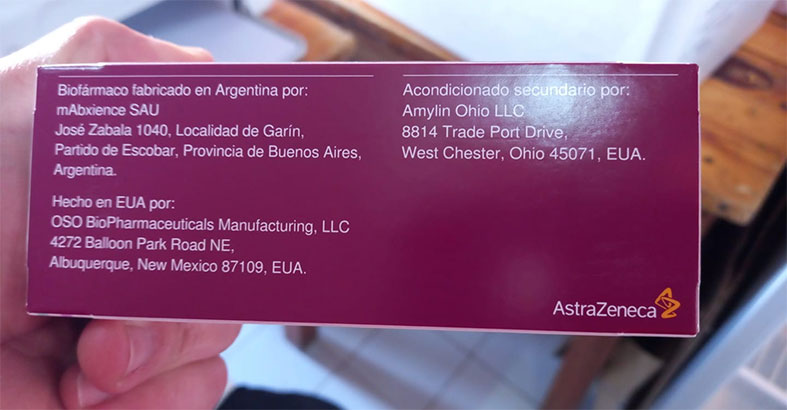 Biofármaco fabricado en Argentina por:
mAbxience SAU
José Zabala 1040, Localidad de Garín,
Partido de Escobar, Provincia de Buenos Aires,
Argentina.
Hecho en EUA por:
OSO BioPharmaceuticals Manufacturing, LLC
4272 Balloon Park Road NE,
Albuquerque, New Mexico 87109, EUA.
Acondicionado secundario por:
Amylin Ohio LLC
8814 Trade Port Drive,
West Chester, Ohio 45071, EUA.
AstraZeneca